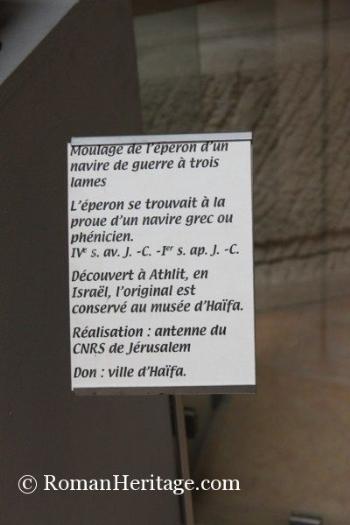 Moulage de l'éperon d'un
navire de guerre à trois
lames
L'éperon se trouvait à la
proue d'un navire grec ou
phénicien.
IVe s. av. J. -C. -Ier s. ap. J. -C.
Découvert à Athlit, en
Israël, l'original est
conservé au musée d'Haïfa.
Réalisation : antenne du
CNRS de Jérusalem
Don : ville d'Haïfa.
© RomanHeritage.com